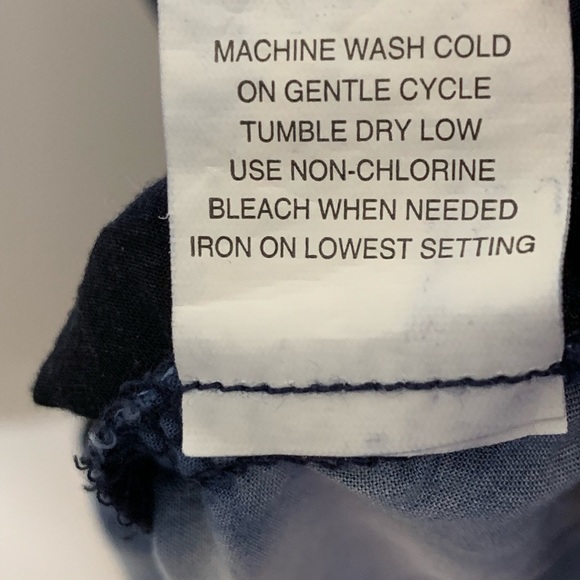 MACHINE WASH COLD
ON GENTLE CYCLE
TUMBLE DRY LOW
USE NON-CHLORINE
BLEACH WHEN NEEDED
IRON ON LOWEST SETTING